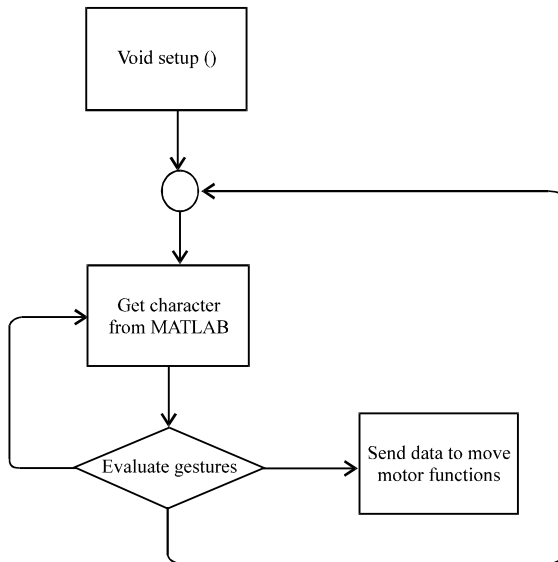 Void setup ()
Get character
from MATLAB
Evaluate gestures
Send data to move
motor functions